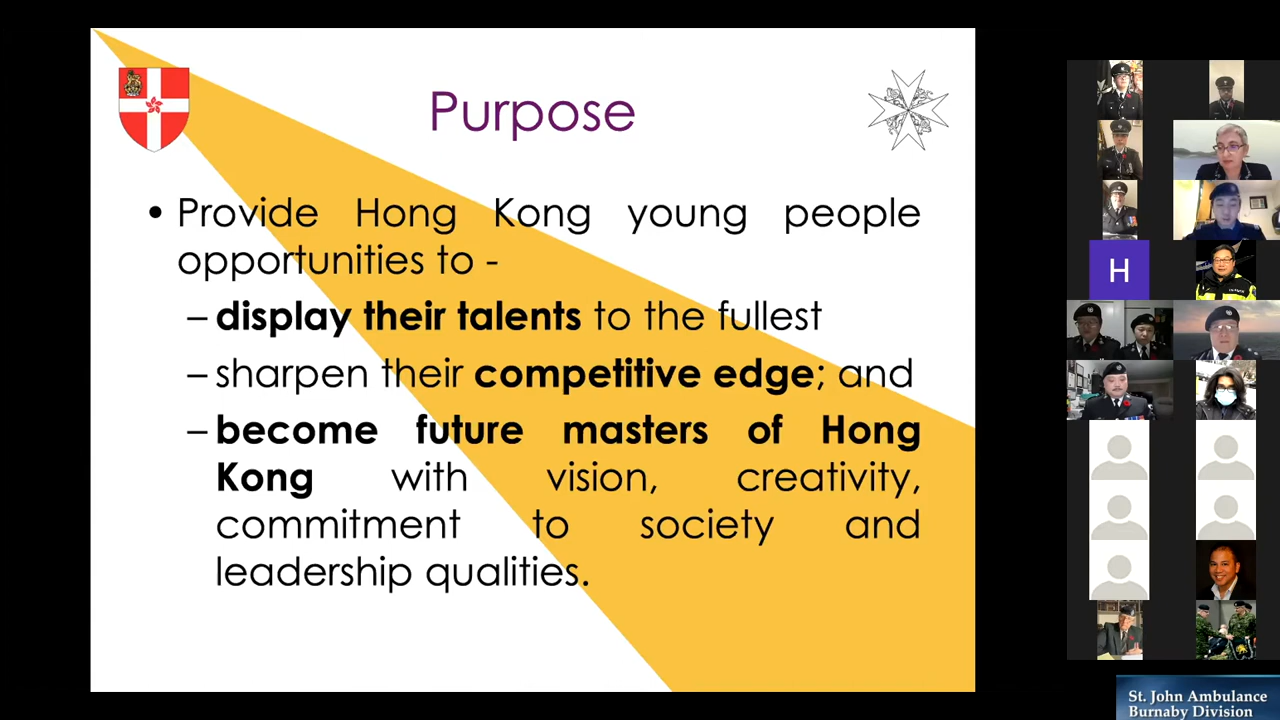 Purpose
• Provide Hong Kong young people
opportunities to -
– display their talents to the fullest
– sharpen their competitive edge; and
– become future masters of Hong
Kong with vision, creativity,
commitment to society and
leadership qualities.
H
St. John Ambulance
Burnaby Division